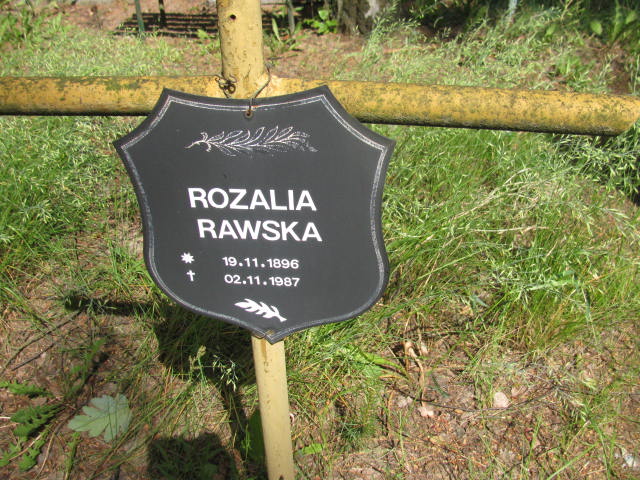 ROZALIA
RAWSKA
* 19.11.1896
† 02.11.1987